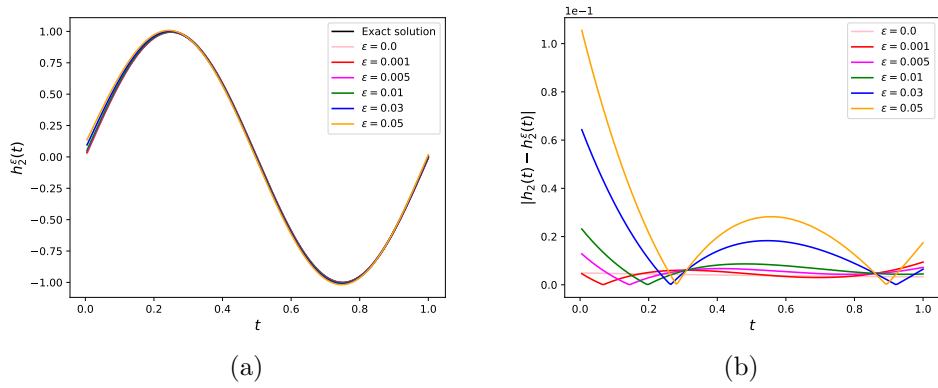 h₂^ε(t)
1.00
0.75
0.50
0.25
0.00
−0.25
−0.50
−0.75
−1.00
0.0 0.2 0.4 0.6 0.8 1.0
t
Exact solution
ε = 0.0
ε = 0.001
ε = 0.005
ε = 0.01
ε = 0.03
ε = 0.05
(a)
1e−1
|h₂(t) − h₂^ε(t)|
1.0
0.8
0.6
0.4
0.2
0.0
0.0 0.2 0.4 0.6 0.8 1.0
t
ε = 0.0
ε = 0.001
ε = 0.005
ε = 0.01
ε = 0.03
ε = 0.05
(b)